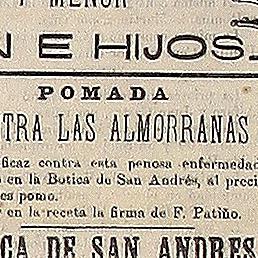 Y MENOR
N E HIJOS.
POMADA
TRA LAS ALMORRANAS
ficaz contra esta penosa enfermedad
o en la Botica de San Andrés, al preci
es pomo.
en la receta la firma de F. Patiño.
CA DE SAN ANDRES